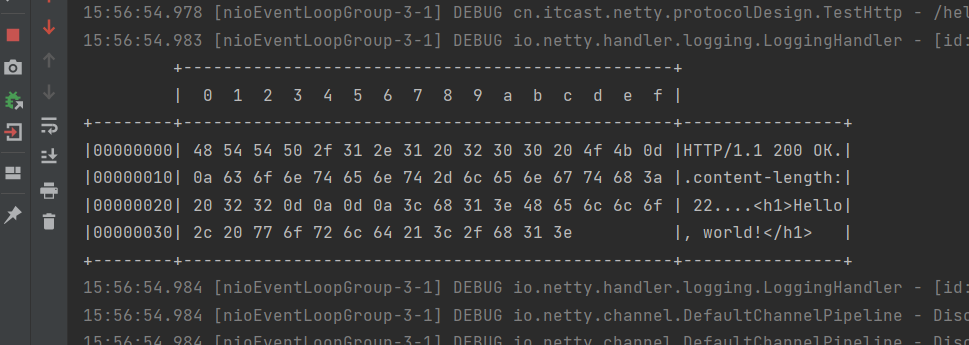 15:56:54.978 [nioEventLoopGroup-3-1] DEBUG cn.itcast.netty.protocolDesign.TestHttp - /hel
15:56:54.983 [nioEventLoopGroup-3-1] DEBUG io.netty.handler.logging.LoggingHandler - [id:
         +-------------------------------------------------+
         |  0  1  2  3  4  5  6  7  8  9  a  b  c  d  e  f |
+--------+-------------------------------------------------+----------------+
|00000000| 48 54 54 50 2f 31 2e 31 20 32 30 30 20 4f 4b 0d |HTTP/1.1 200 OK.|
|00000010| 0a 63 6f 6e 74 65 6e 74 2d 6c 65 6e 67 74 68 3a |.content-length:|
|00000020| 20 32 32 0d 0a 0d 0a 3c 68 31 3e 48 65 6c 6c 6f | 22....<h1>Hello|
|00000030| 2c 20 77 6f 72 6c 64 21 3c 2f 68 31 3e          |, world!</h1>   |
+--------+-------------------------------------------------+----------------+
15:56:54.984 [nioEventLoopGroup-3-1] DEBUG io.netty.handler.logging.LoggingHandler - [id:
15:56:54.984 [nioEventLoopGroup-3-1] DEBUG io.netty.channel.DefaultChannelPipeline - Disc
15:56:54.984 [nioEventLoopGroup-3-1] DEBUG io.netty.channel.DefaultChannelPipeline - Disc